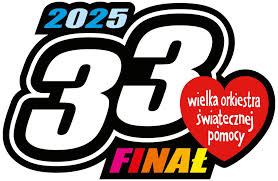 2025
33
FINAŁ
wielka orkiestra
świątecznej
pomocy